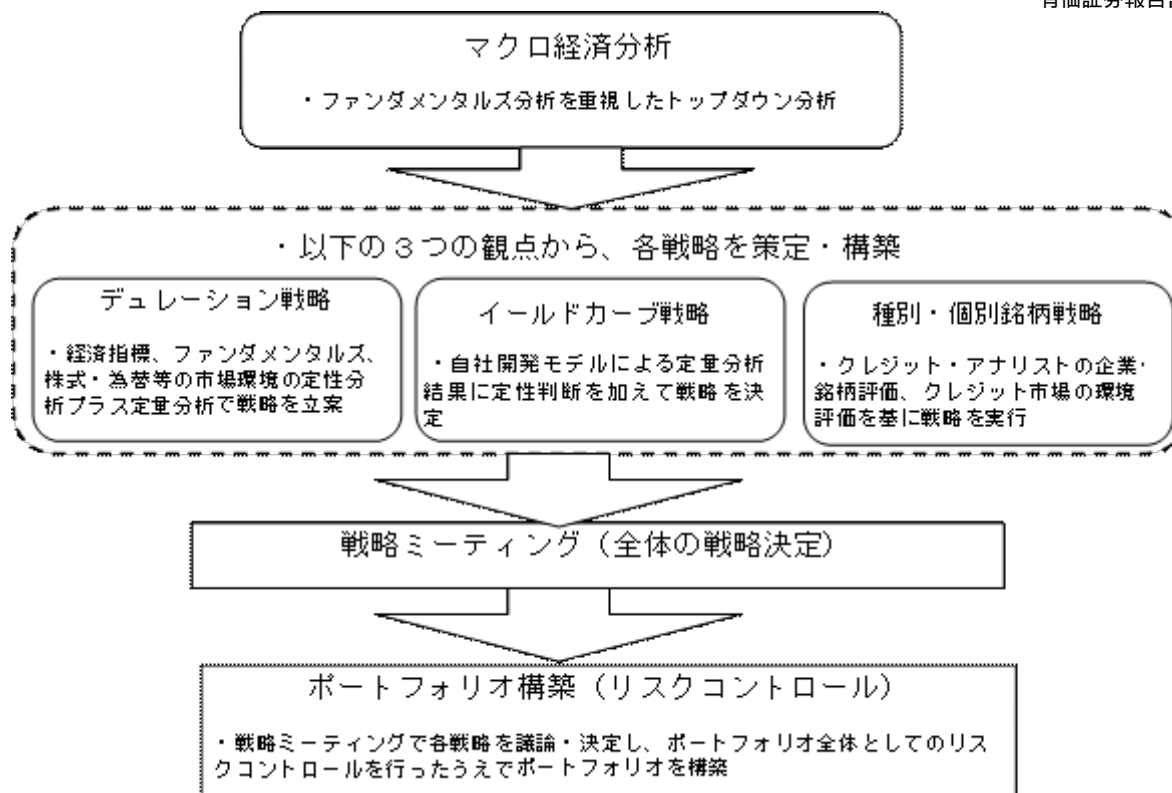 有価証券報告
マクロ経済分析
・ファンダメンタルズ分析を重視したトップダウン分析
・以下の３つの観点から、各戦略を策定・構築
デュレーション戦略
・経済指標、ファンダメンタルズ、
株式・為替等の市場環境の定性分
析プラス定量分析で戦略を立案
イールドカーブ戦略
・自社開発モデルによる定量分析
結果に定性判断を加えて戦略を決
定
種別・個別銘柄戦略
・クレジット・アナリストの企業・
銘柄評価、クレジット市場の環境
評価を基に戦略を実行
戦略ミーティング（全体の戦略決定）
ポートフォリオ構築（リスクコントロール）
・戦略ミーティングで各戦略を議論・決定し、ポートフォリオ全体としてのリス
クコントロールを行ったうえでポートフォリオを構築